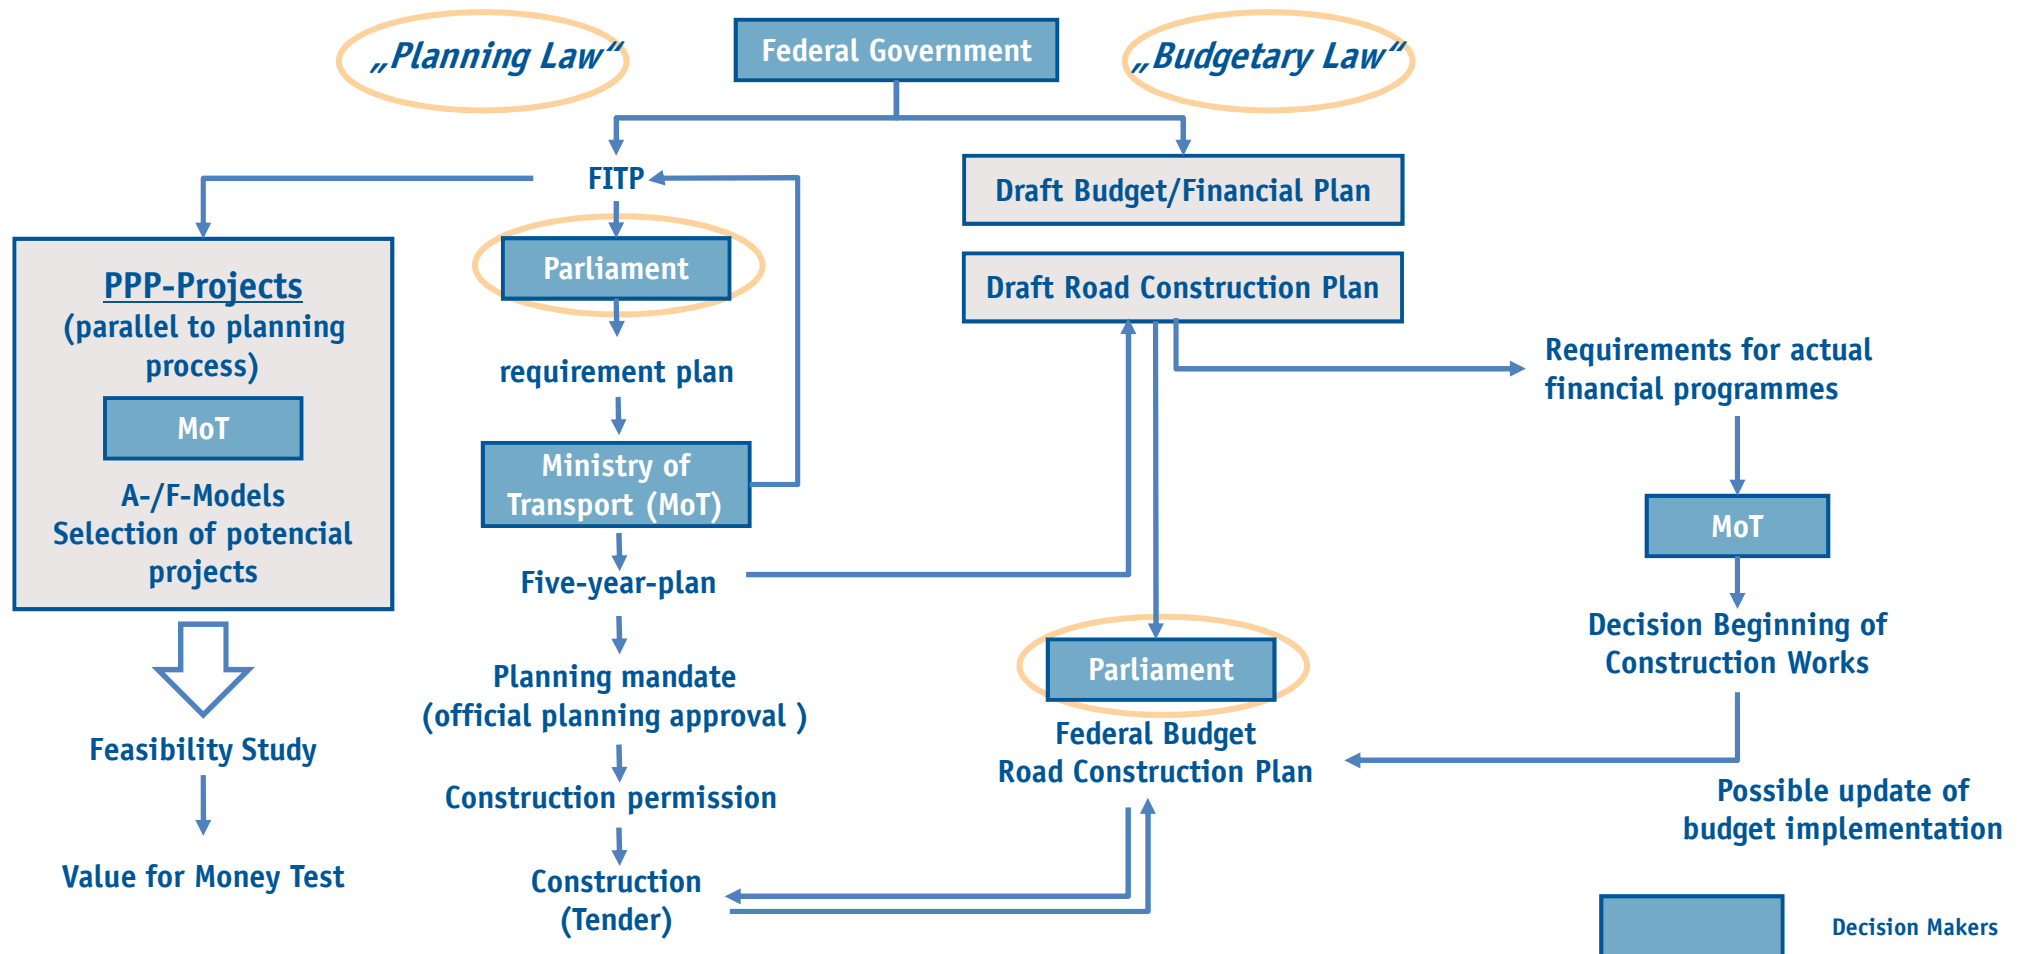 „Planning Law“
Federal Government
„Budgetary Law“
FITP
Draft Budget/Financial Plan
Draft Road Construction Plan
PPP-Projects
(parallel to planning
process)
MoT
A-/F-Models
Selection of potencial
projects
Feasibility Study
Value for Money Test
Parliament
requirement plan
Ministry of
Transport (MoT)
Five-year-plan
Planning mandate
(official planning approval )
Construction permission
Construction
(Tender)
Parliament
Federal Budget
Road Construction Plan
Requirements for actual
financial programmes
MoT
Decision Beginning of
Construction Works
Possible update of
budget implementation
Decision Makers